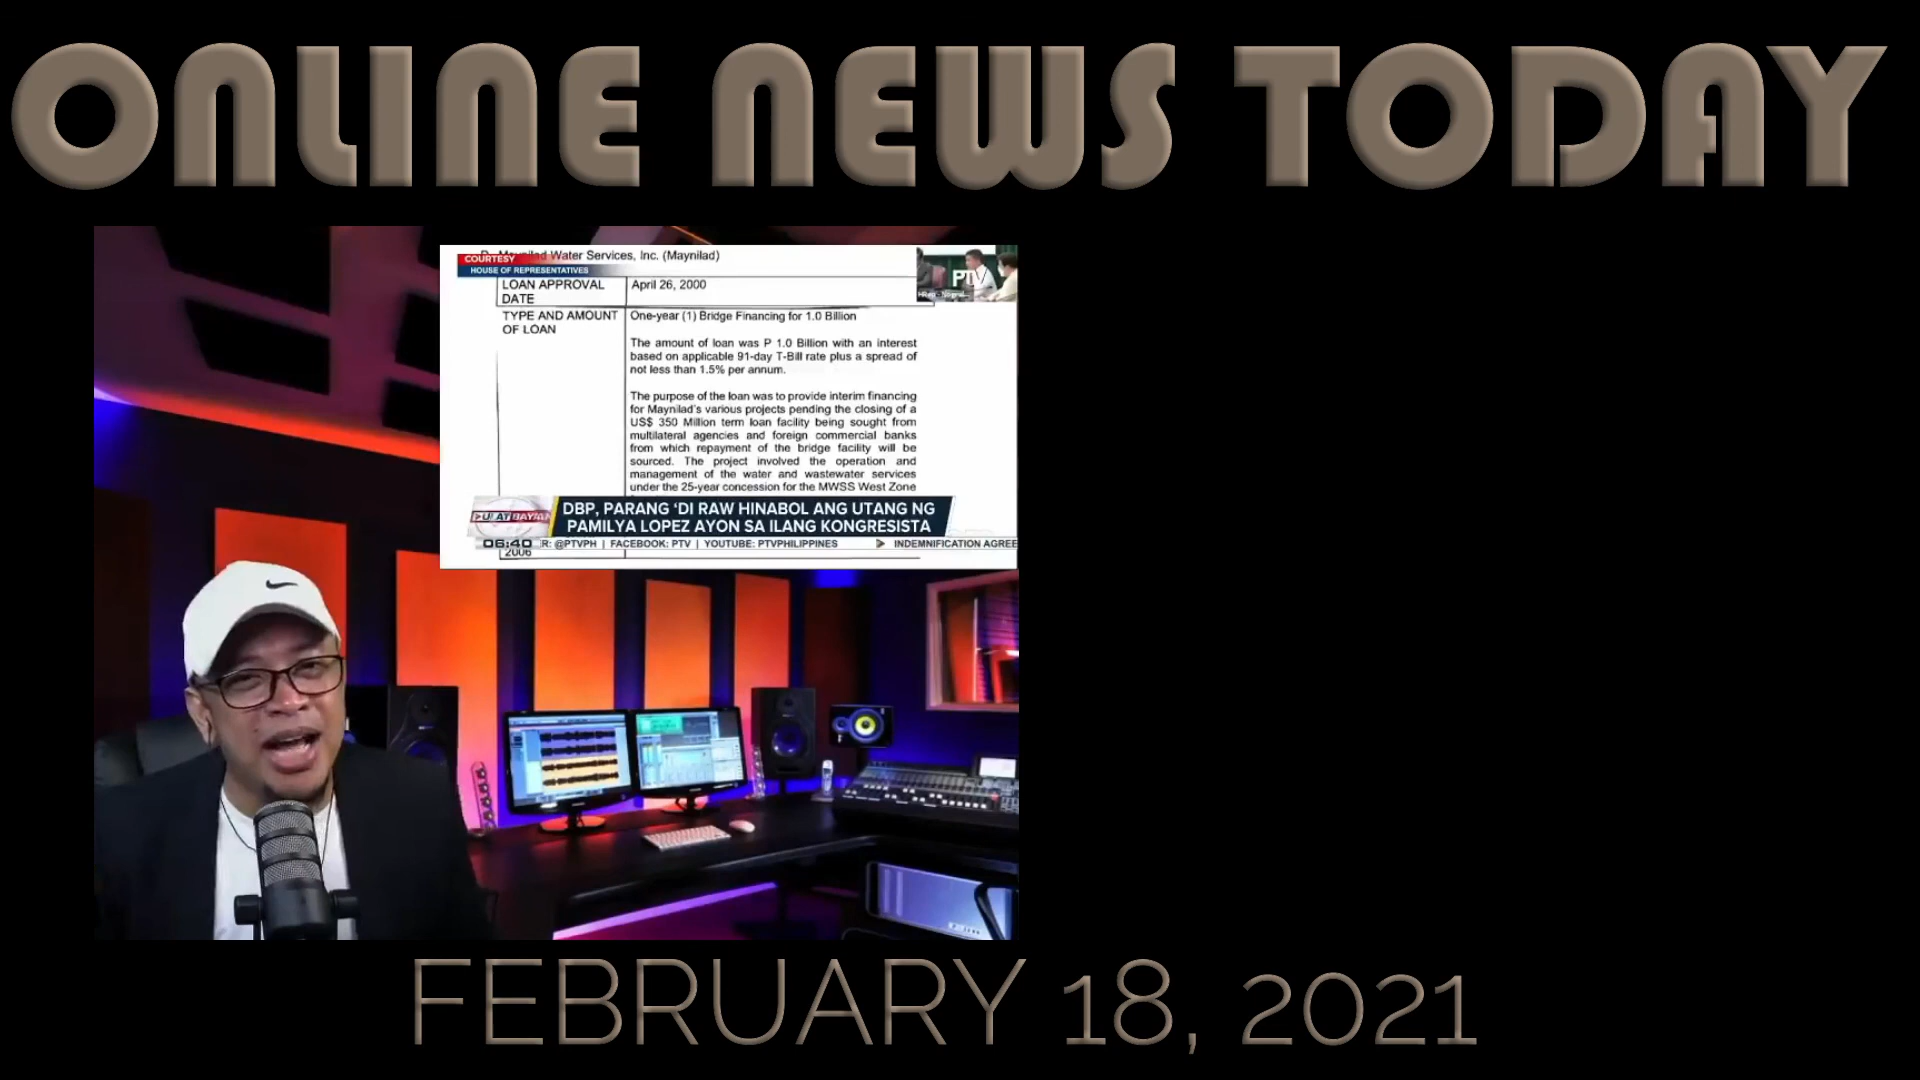 ONLINE NEWS TODAY
Maynilad Water Services, Inc. (Maynilad)
COURTESY
HOUSE OF REPRESENTATIVES
PTV
LOAN APPROVAL
DATE
April 26, 2000
TYPE AND AMOUNT
OF LOAN
One-year (1) Bridge Financing for 1.0 Billion
The amount of loan was P 1.0 Billion with an interest
based on applicable 91-day T-Bill rate plus a spread of
not less than 1.5% per annum.
The purpose of the loan was to provide interim financing
for Maynilad's various projects pending the closing of a
US$ 350 Million term loan facility being sought from
multilateral agencies and foreign commercial banks
from which repayment of the bridge facility will be
sourced. The project involved the operation and
management of the water and wastewater services
under the 25-year concession for the MWSS West Zone
ULAT BAYAN
DBP, PARANG 'DI RAW HINABOL ANG UTANG NG
PAMILYA LOPEZ AYON SA ILANG KONGRESISTA
06:40 R: @PTVPH | FACEBOOK: PTV | YOUTUBE: PTVPHILIPPINES INDEMNIFICATION AGREE
2006
FEBRUARY 18, 2021